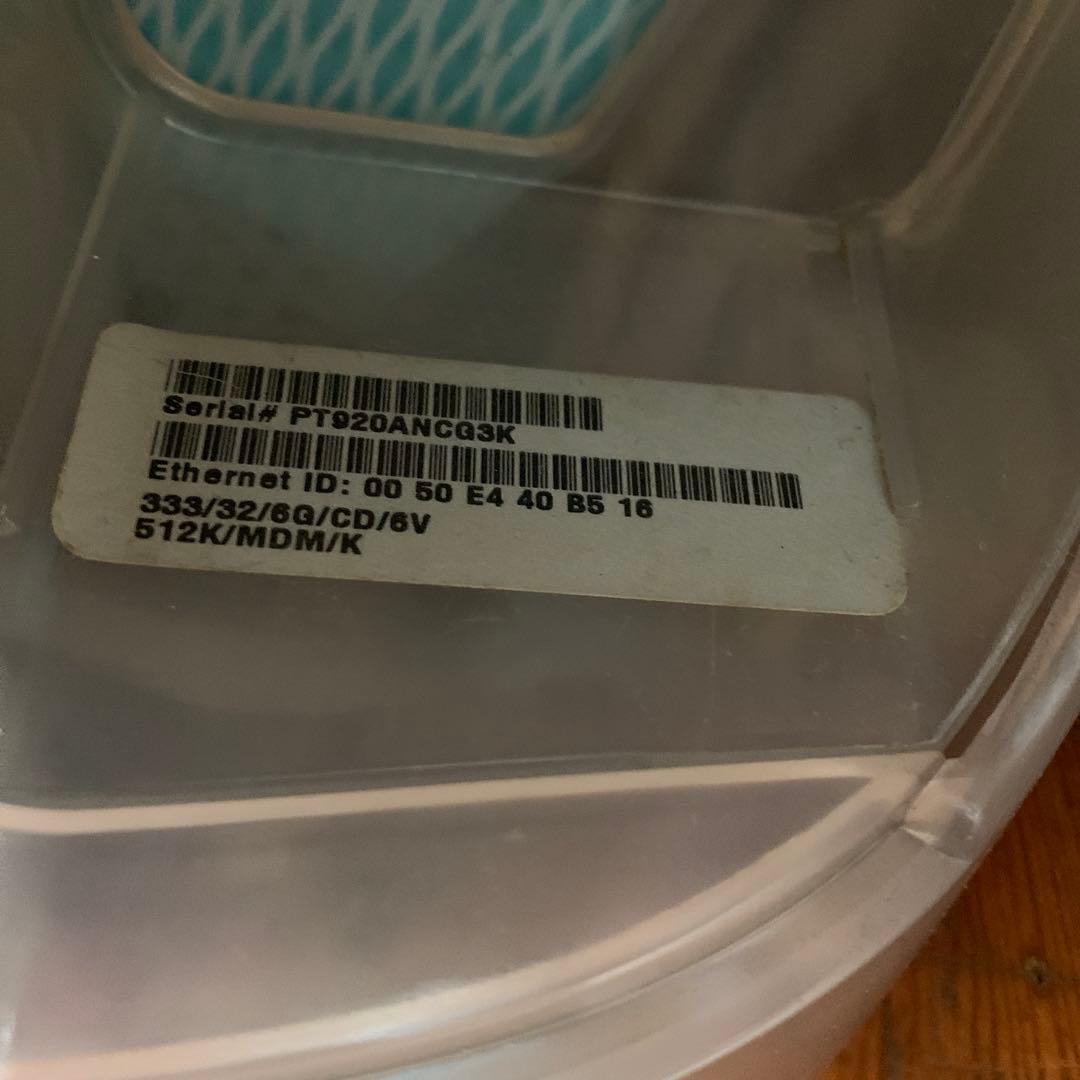 Serial# PT920ANCG3K
Ethernet ID: 00 50 E4 40 B5 16
333/32/6G/CD/6V
512K/MDM/K